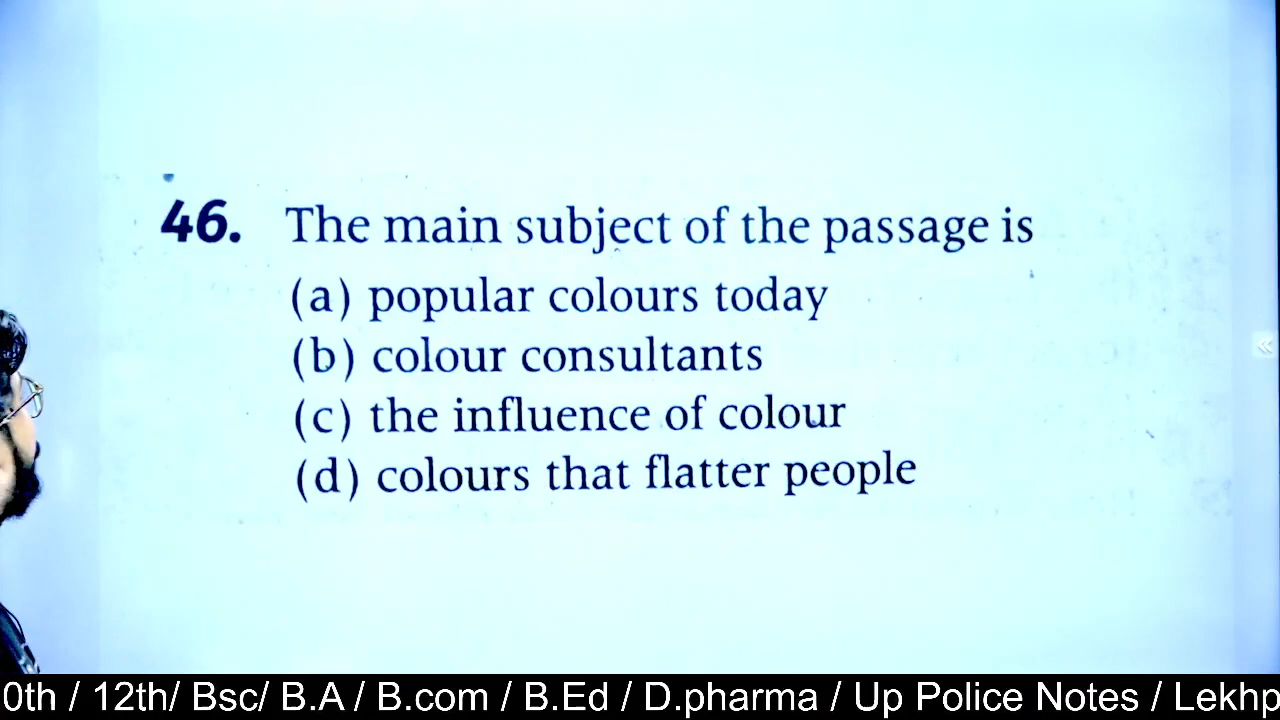 46. The main subject of the passage is
(a) popular colours today
(b) colour consultants
(c) the influence of colour
(d) colours that flatter people
0th / 12th/ Bsc/ B.A / B.com / B.Ed / D.pharma / Up Police Notes / Lekhp